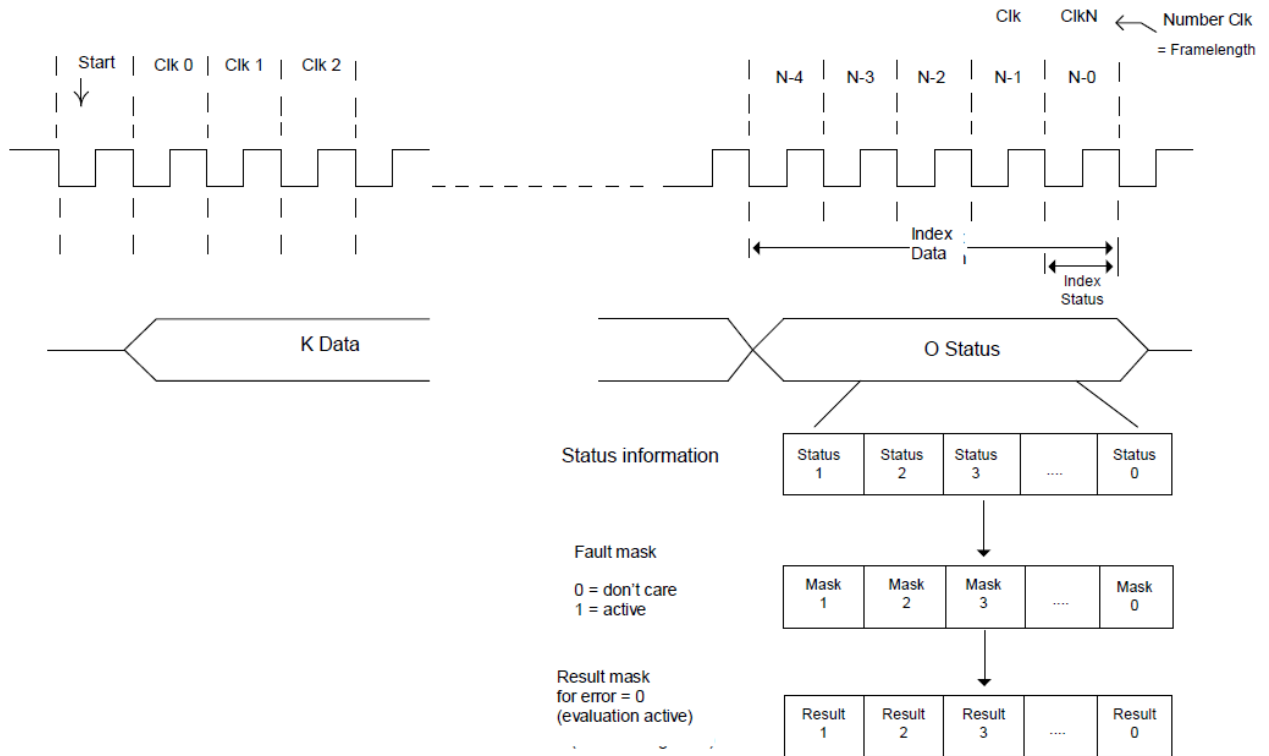 Clk ClkN Number Clk
= Framelength
Start Clk 0 Clk 1 Clk 2
N-4 N-3 N-2 N-1 N-0
Index
Data
Index
Status
K Data
O Status
Status information
Status
1
Status
2
Status
3
....
Status
0
Fault mask
0 = don't care
1 = active
Mask
1
Mask
2
Mask
3
....
Mask
0
Result mask
for error = 0
(evaluation active)
Result
1
Result
2
Result
3
....
Result
0